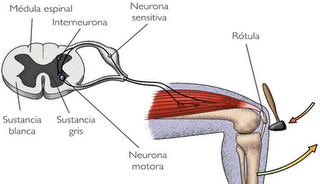 Médula espinal
Interneurona
Neurona
sensitiva
Rótula
Sustancia
blanca
Sustancia
gris
Neurona
motora